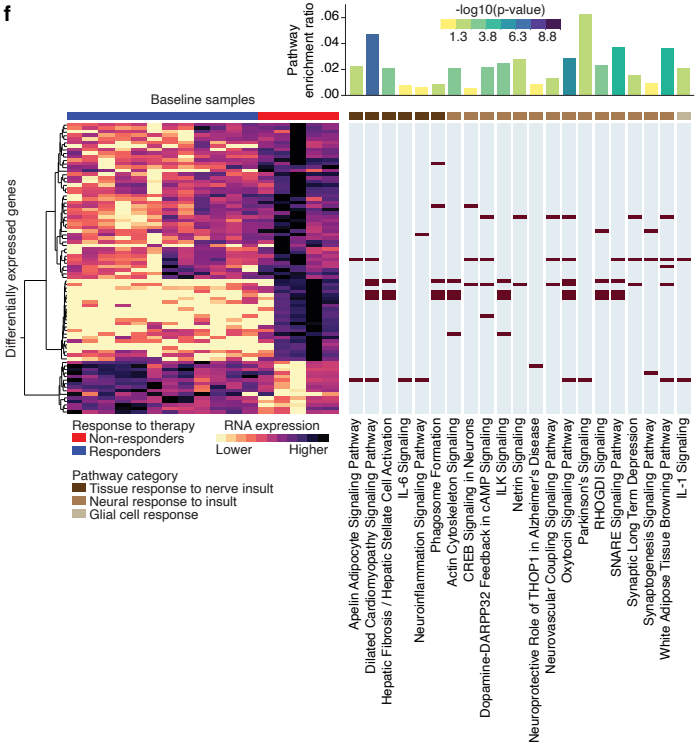 f
Pathway
enrichment ratio
.06
.04
.02
.00
-log10(p-value)
1.3 3.8 6.3 8.8
Baseline samples
Differentially expressed genes
Response to therapy
Non-responders
Responders
RNA expression
Lower Higher
Pathway category
Tissue response to nerve insult
Neural response to insult
Glial cell response
Apelin Adipocyte Signaling Pathway
Dilated Cardiomyopathy Signaling Pathway
Hepatic Fibrosis / Hepatic Stellate Cell Activation
IL-6 Signaling
Neuroinflammation Signaling Pathway
Phagosome Formation
Actin Cytoskeleton Signaling
CREB Signaling in Neurons
Dopamine-DARPP32 Feedback in cAMP Signaling
ILK Signaling
Netrin Signaling
Neuroprotective Role of THOP1 in Alzheimer's Disease
Neurovascular Coupling Signaling Pathway
Oxytocin Signaling Pathway
Parkinson's Signaling
RHOGDI Signaling
SNARE Signaling Pathway
Synaptic Long Term Depression
Synaptogenesis Signaling Pathway
White Adipose Tissue Browning Pathway
IL-1 Signaling